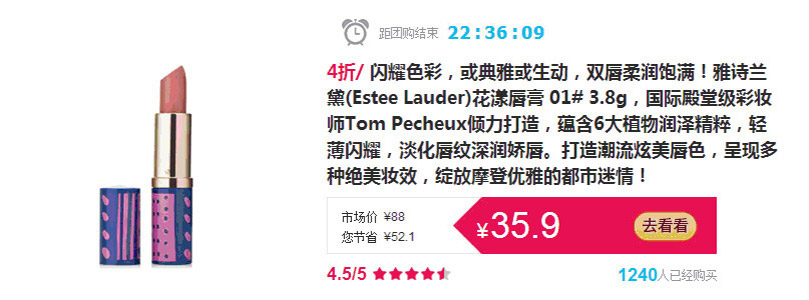 距团购结束 22:36:09
4折/ 闪耀色彩，或典雅或生动，双唇柔润饱满！雅诗兰
黛(Estee Lauder)花漾唇膏 01# 3.8g，国际殿堂级彩妆
师Tom Pecheux倾力打造，蕴含6大植物润泽精粹，轻
薄闪耀，淡化唇纹深润娇唇。打造潮流炫美唇色，呈现多
种绝美妆效，绽放摩登优雅的都市迷情！
市场价 ¥88
您节省 ¥52.1
¥35.9
去看看
4.5/5
1240人已经购买